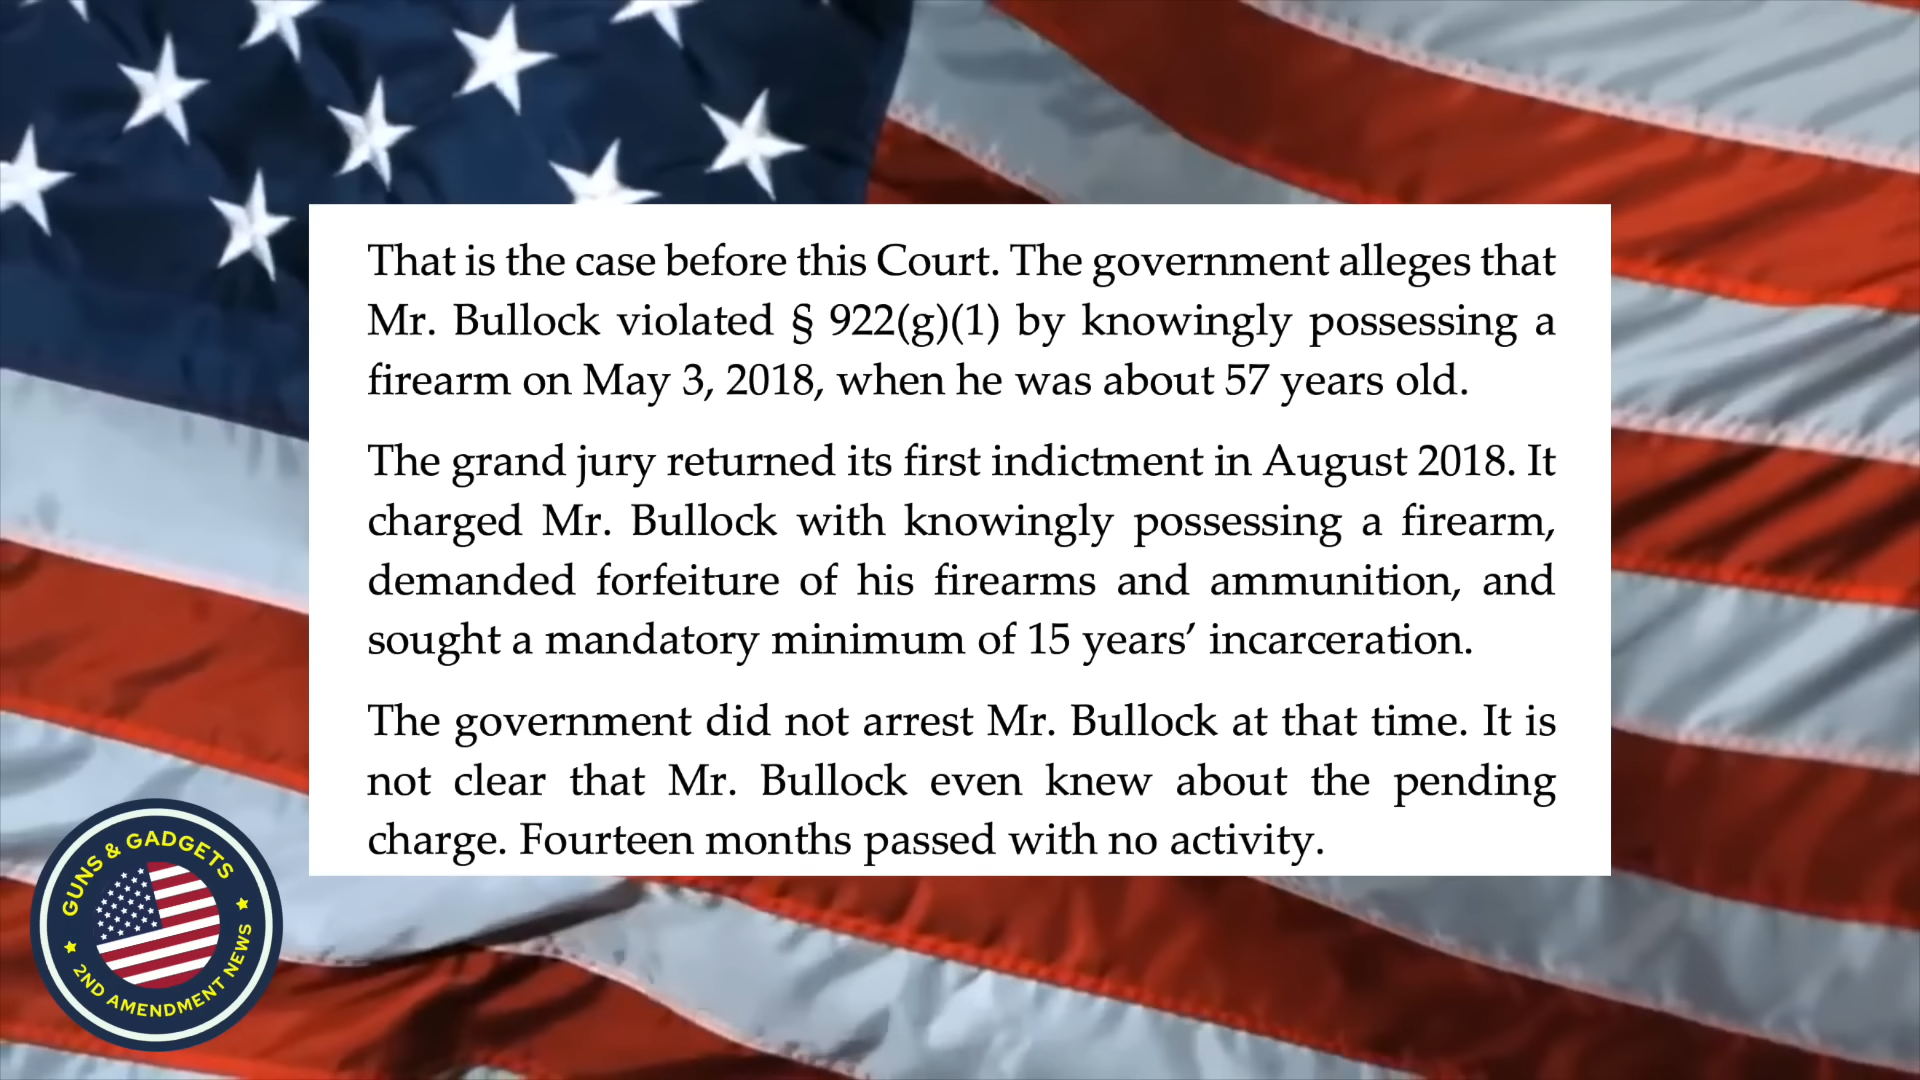 That is the case before this Court. The government alleges that
Mr. Bullock violated § 922(g)(1) by knowingly possessing a
firearm on May 3, 2018, when he was about 57 years old.
The grand jury returned its first indictment in August 2018. It
charged Mr. Bullock with knowingly possessing a firearm,
demanded forfeiture of his firearms and ammunition, and
sought a mandatory minimum of 15 years’ incarceration.
The government did not arrest Mr. Bullock at that time. It is
not clear that Mr. Bullock even knew about the pending
charge. Fourteen months passed with no activity.
GUNS & GADGETS
2ND AMENDMENT NEWS